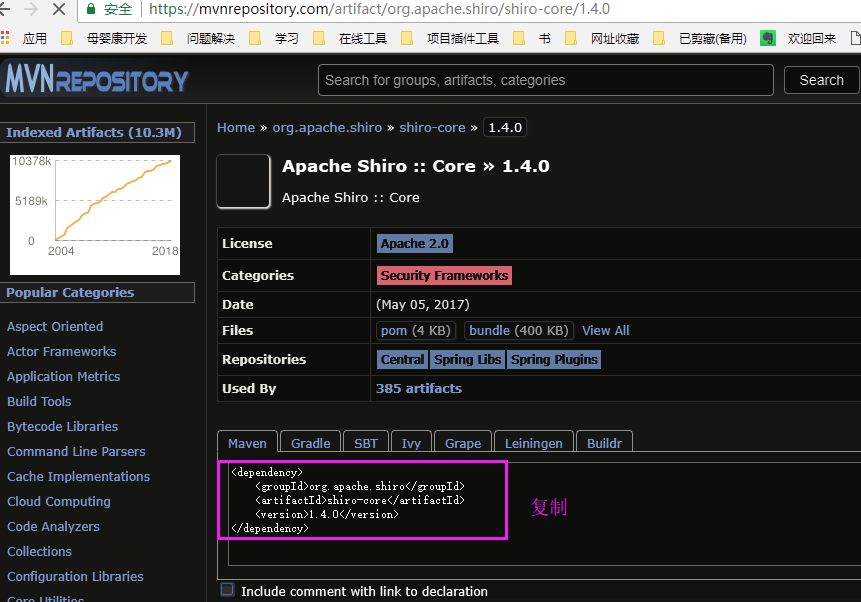 安全 https://mvnrepository.com/artifact/org.apache.shiro/shiro-core/1.4.0
应用 母婴康开发 问题解决 学习 在线工具 项目插件工具 书 网址收藏 已剪藏(备用) 欢迎回来
MVNREPOSITORY
Search for groups, artifacts, categories
Search
Indexed Artifacts (10.3M)
10378k
5189k
0
2004 2018
Popular Categories
Aspect Oriented
Actor Frameworks
Application Metrics
Build Tools
Bytecode Libraries
Command Line Parsers
Cache Implementations
Cloud Computing
Code Analyzers
Collections
Configuration Libraries
Core Utilities
Home » org.apache.shiro » shiro-core » 1.4.0
Apache Shiro :: Core » 1.4.0
Apache Shiro :: Core
License Apache 2.0
Categories Security Frameworks
Date (May 05, 2017)
Files pom (4 KB) bundle (400 KB) View All
Repositories Central Spring Libs Spring Plugins
Used By 385 artifacts
Maven Gradle SBT Ivy Grape Leiningen Buildr
<dependency>
<groupId>org.apache.shiro</groupId>
<artifactId>shiro-core</artifactId>
<version>1.4.0</version>
</dependency>
复制
Include comment with link to declaration